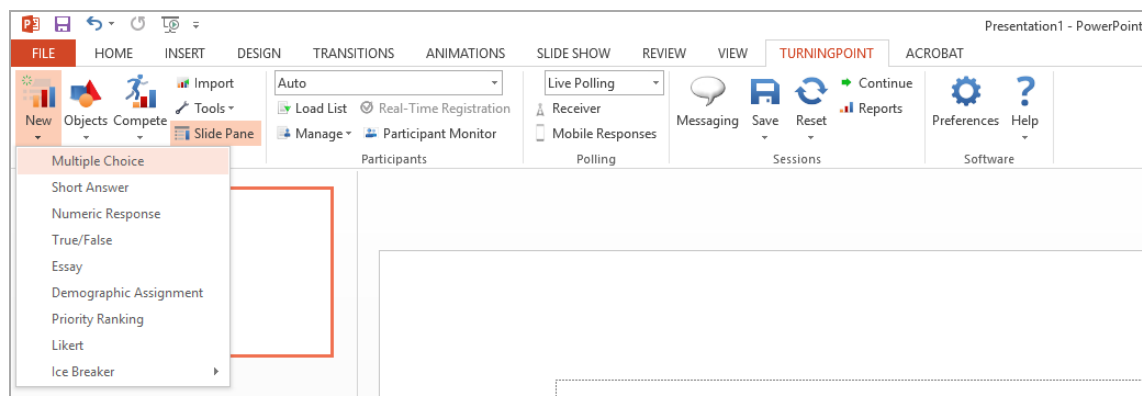 Presentation1 - PowerPoint
FILE HOME INSERT DESIGN TRANSITIONS ANIMATIONS SLIDE SHOW REVIEW VIEW TURNINGPOINT ACROBAT
New Objects Compete
Import
Tools
Slide Pane
Auto
Load List Real-Time Registration
Manage Participant Monitor
Participants
Live Polling
Receiver
Mobile Responses
Polling
Messaging Save Reset
Continue
Reports
Sessions
Preferences Help
Software
Multiple Choice
Short Answer
Numeric Response
True/False
Essay
Demographic Assignment
Priority Ranking
Likert
Ice Breaker